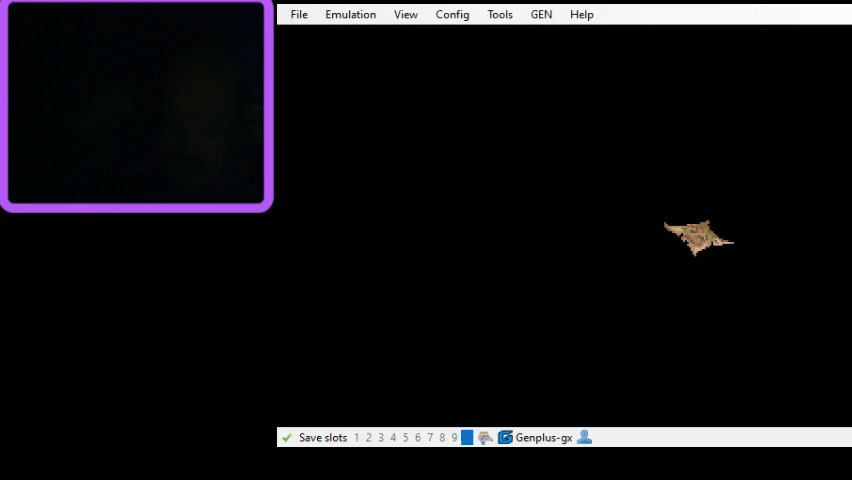 File Emulation View Config Tools GEN Help
Save slots 1 2 3 4 5 6 7 8 9 Genplus-gx